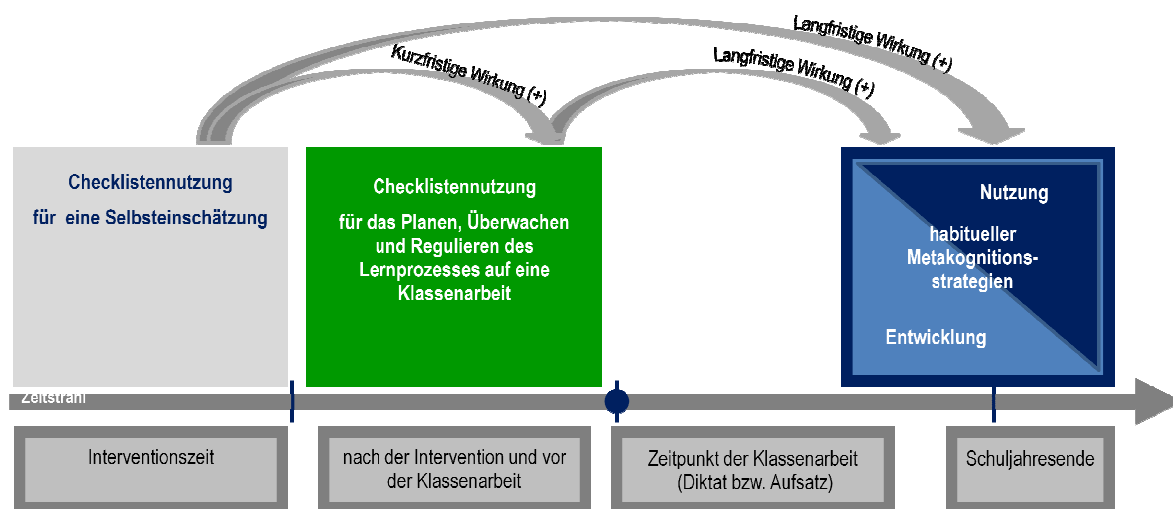 Langfristige Wirkung (+)
Kurzfristige Wirkung (+)
Langfristige Wirkung (+)
Checklistennutzung
für eine Selbsteinschätzung
Checklistennutzung
für das Planen, Überwachen
und Regulieren des
Lernprozesses auf eine
Klassenarbeit
Nutzung
habitueller
Metakognitions-
strategien
Entwicklung
Zeitstrahl
Interventionszeit
nach der Intervention und vor
der Klassenarbeit
Zeitpunkt der Klassenarbeit
(Diktat bzw. Aufsatz)
Schuljahresende